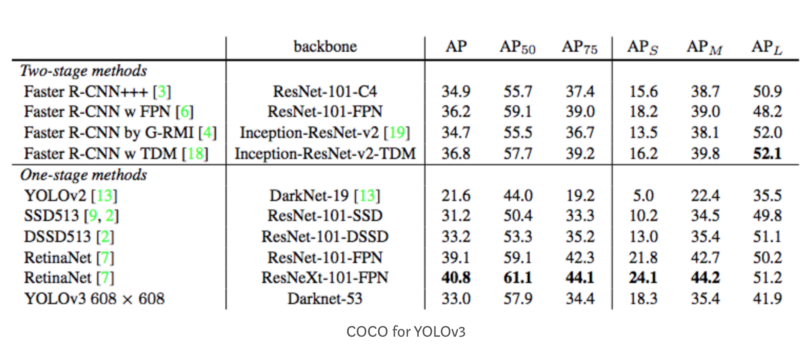 backbone AP AP50 AP75 APS APM APL
Two-stage methods
Faster R-CNN+++ [3] ResNet-101-C4 34.9 55.7 37.4 15.6 38.7 50.9
Faster R-CNN w FPN [6] ResNet-101-FPN 36.2 59.1 39.0 18.2 39.0 48.2
Faster R-CNN by G-RMI [4] Inception-ResNet-v2 [19] 34.7 55.5 36.7 13.5 38.1 52.0
Faster R-CNN w TDM [18] Inception-ResNet-v2-TDM 36.8 57.7 39.2 16.2 39.8 52.1
One-stage methods
YOLOv2 [13] DarkNet-19 [13] 21.6 44.0 19.2 5.0 22.4 35.5
SSD513 [9, 2] ResNet-101-SSD 31.2 50.4 33.3 10.2 34.5 49.8
DSSD513 [2] ResNet-101-DSSD 33.2 53.3 35.2 13.0 35.4 51.1
RetinaNet [7] ResNet-101-FPN 39.1 59.1 42.3 21.8 42.7 50.2
RetinaNet [7] ResNeXt-101-FPN 40.8 61.1 44.1 24.1 44.2 51.2
YOLOv3 608 × 608 Darknet-53 33.0 57.9 34.4 18.3 35.4 41.9
COCO for YOLOv3